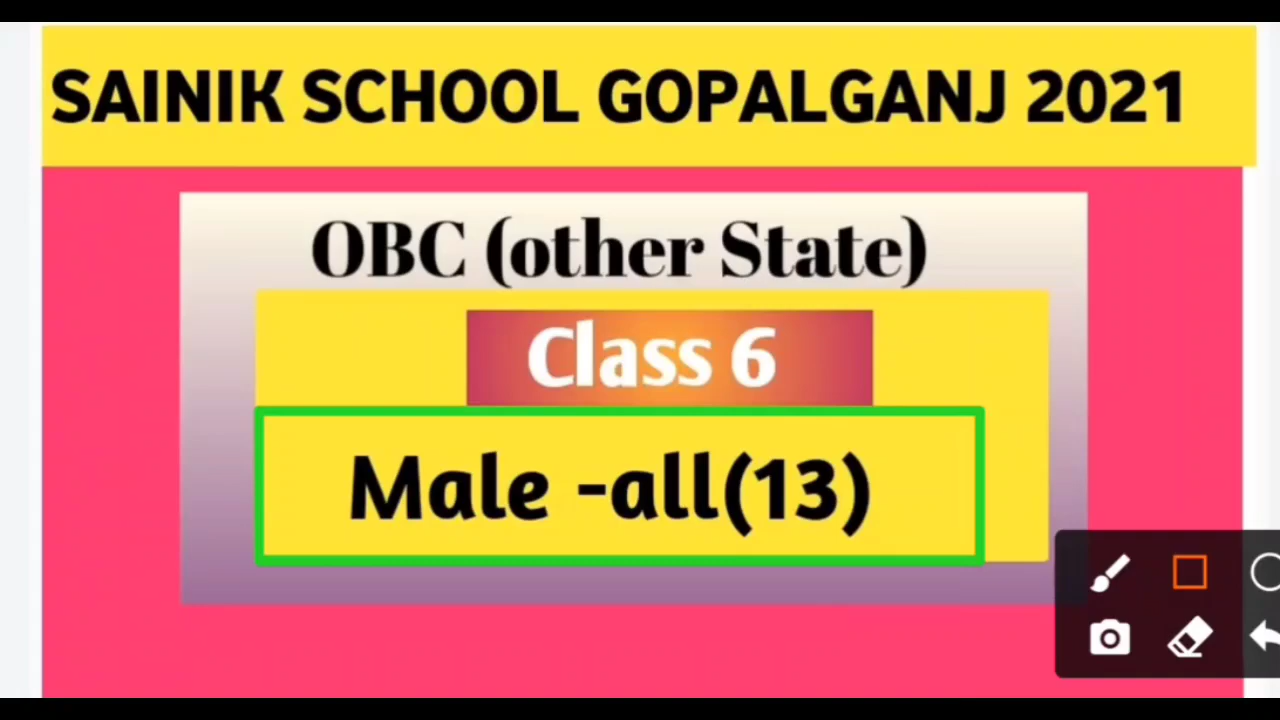 SAINIK SCHOOL GOPALGANJ 2021
OBC (other State)
Class 6
Male -all(13)